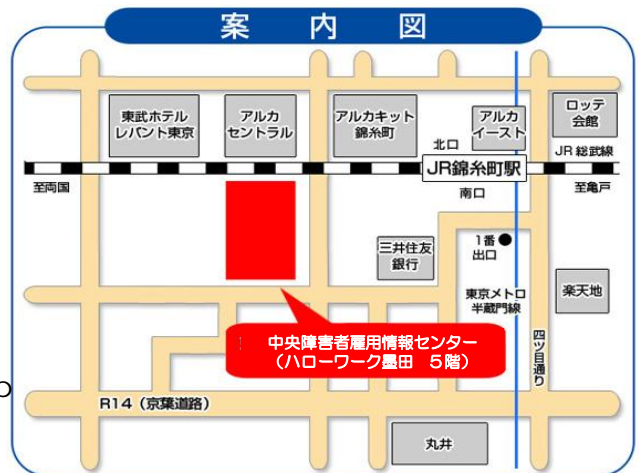 案 内 図
東武ホテル
レバント東京
アルカ
セントラル
アルカキット
錦糸町
アルカ
イースト
ロッテ
会館
北口
JR 総武線
JR錦糸町駅
至両国
南口
至亀戸
三井住友
銀行
1番
出口
東京メトロ
半蔵門線
楽天地
中央障害者雇用情報センター
（ハローワーク墨田　5階）
四ツ目通り
R14（京葉道路）
丸井